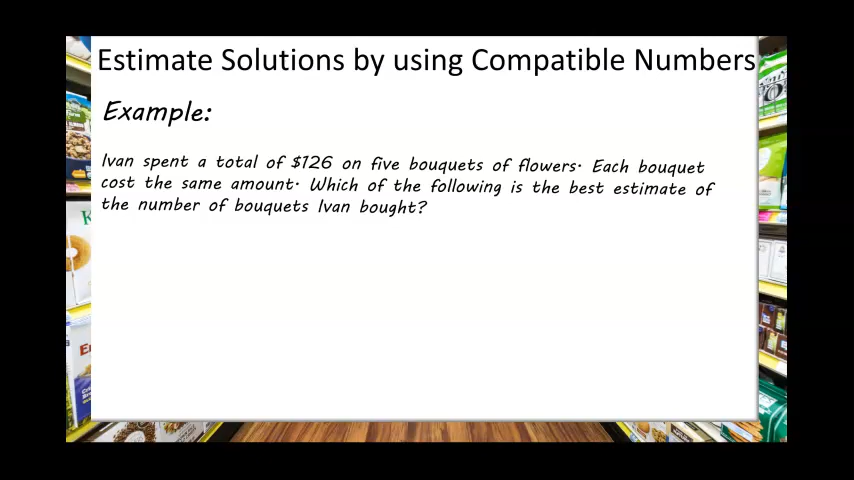 Estimate Solutions by using Compatible Numbers
Example:
Ivan spent a total of $126 on five bouquets of flowers. Each bouquet
cost the same amount. Which of the following is the best estimate of
the number of bouquets Ivan bought?